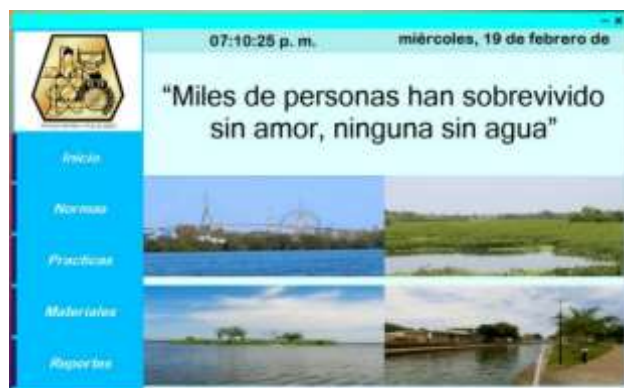 07:10:25 p. m.
miércoles, 19 de febrero de
“Miles de personas han sobrevivido
sin amor, ninguna sin agua”
Inicio
Normas
Practicas
Materiales
Reportes